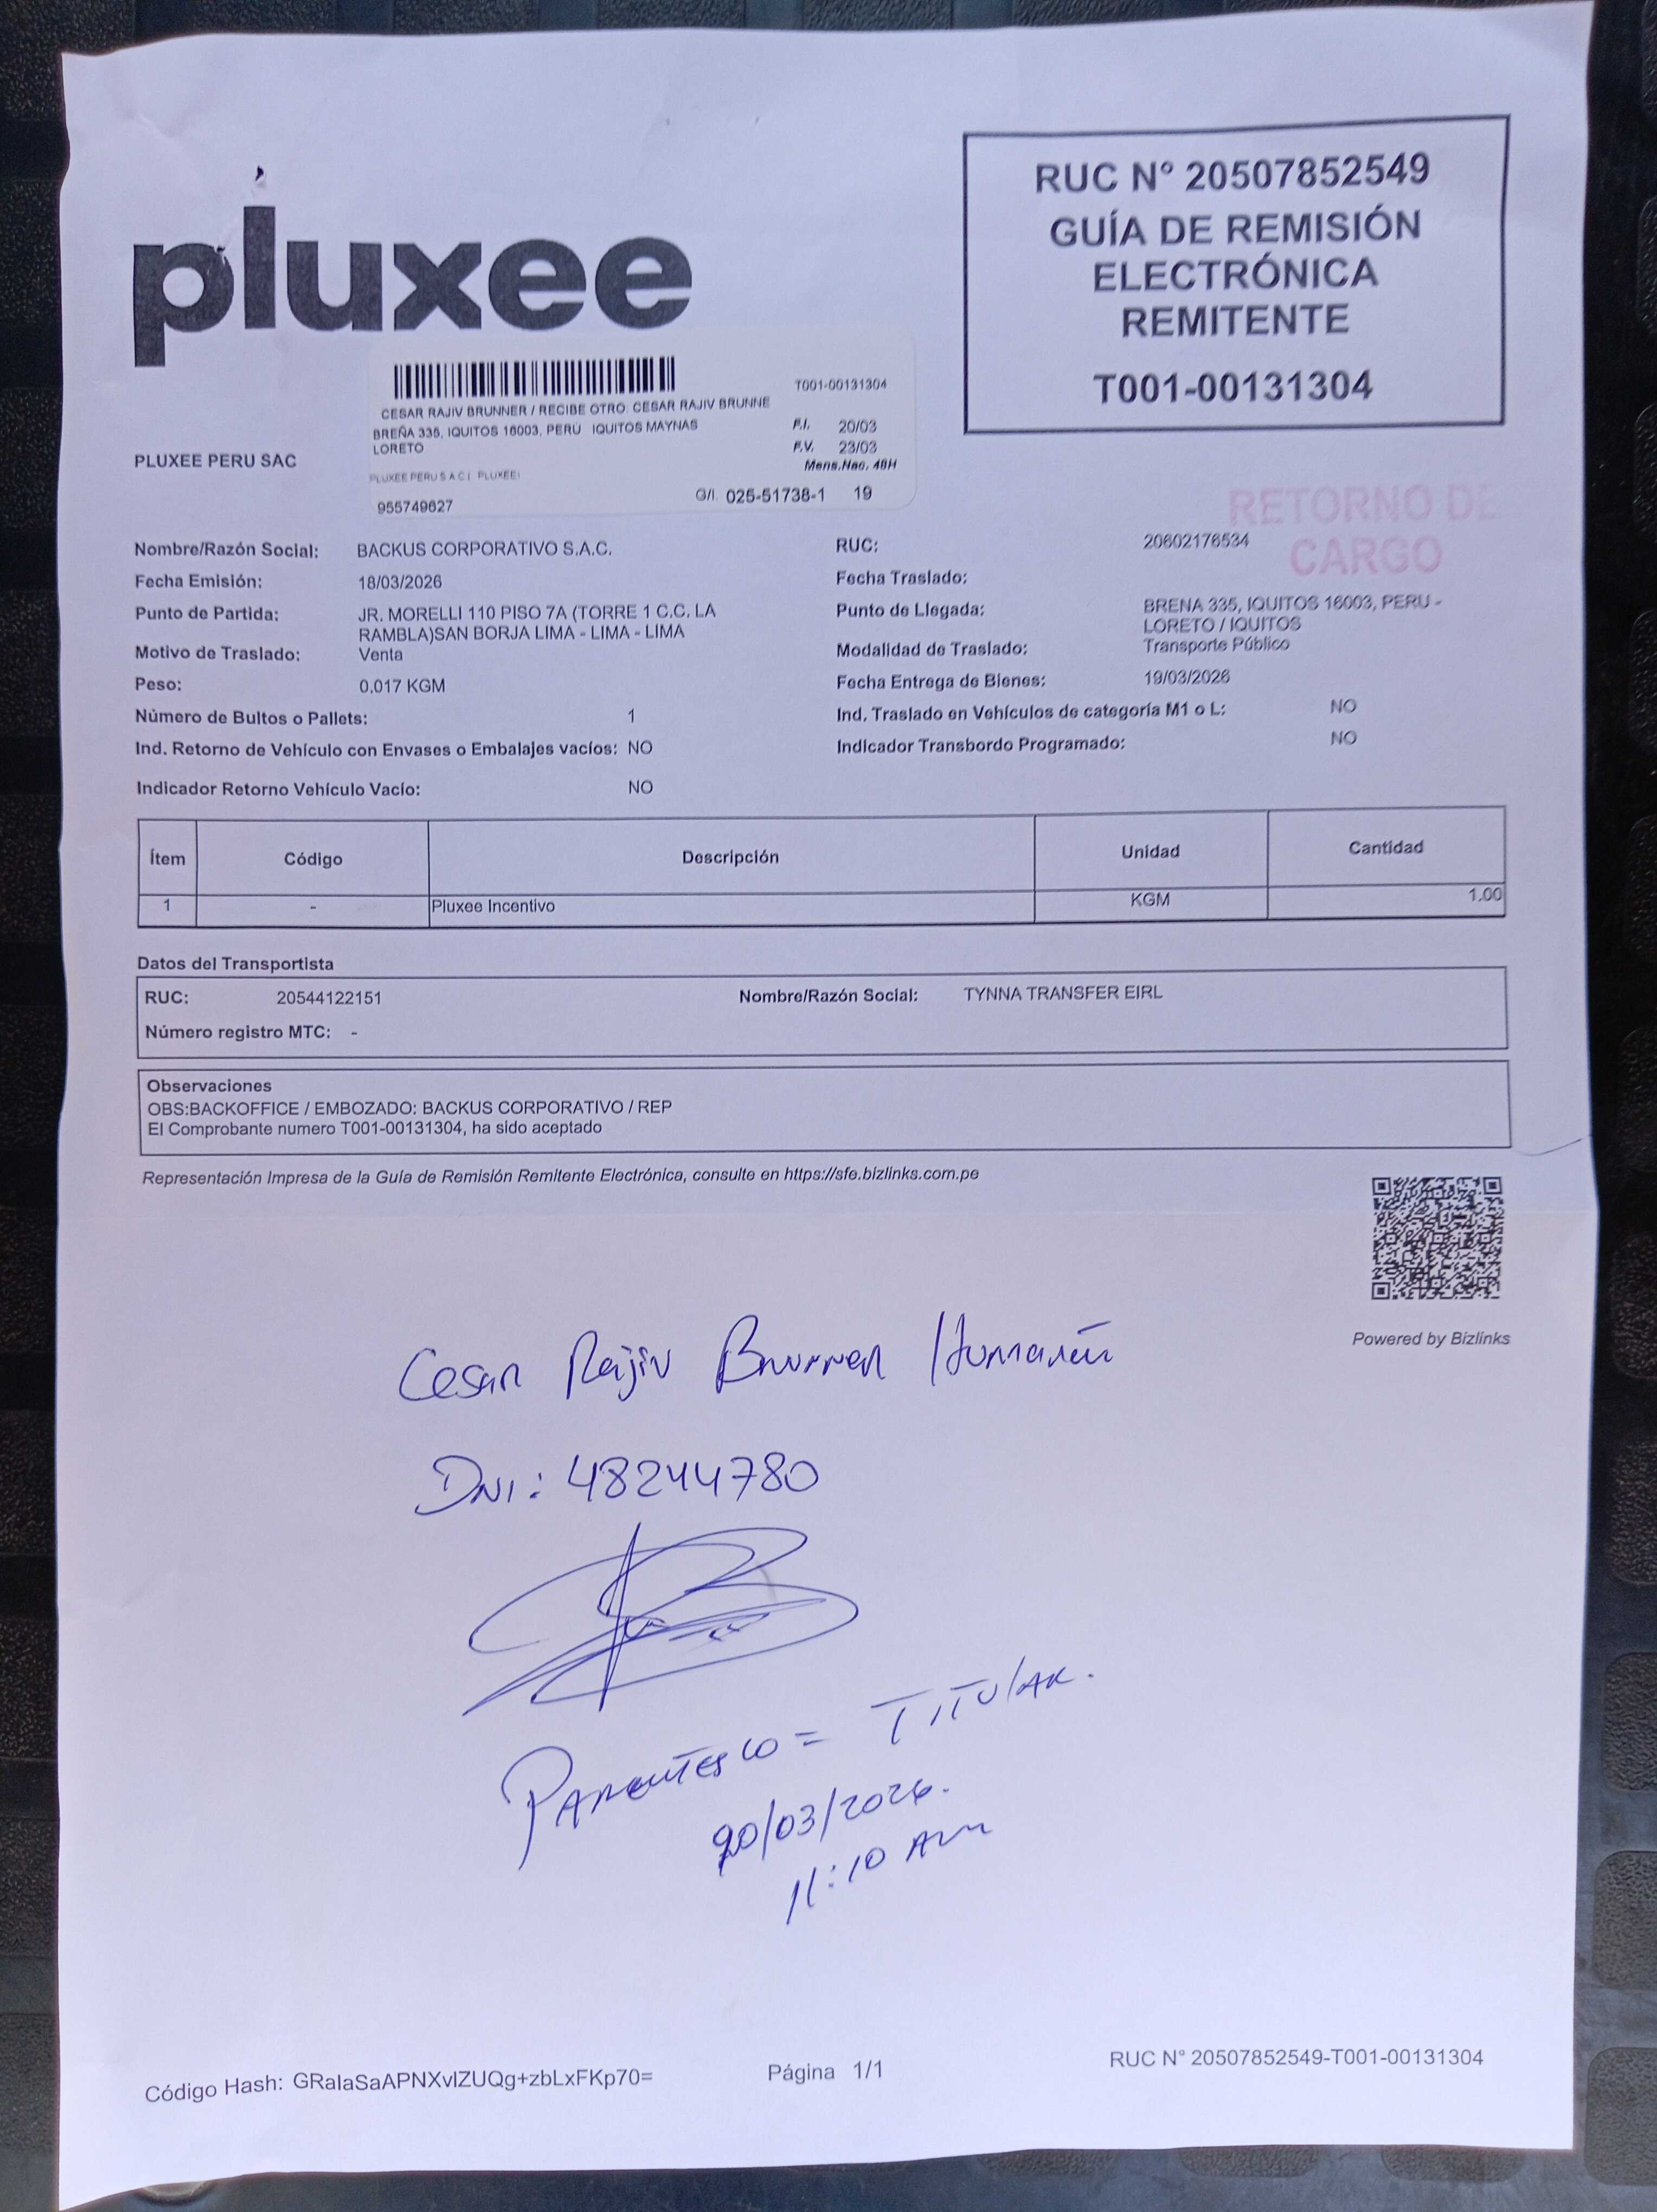 pluxee
RUC N° 20507852549
GUÍA DE REMISIÓN
ELECTRÓNICA
REMITENTE
T001-00131304
T001-00131304
CESAR RAJIV BRUNNER / RECIBE OTRO: CESAR RAJIV BRUNNE
BREÑA 335, IQUITOS 16003, PERU IQUITOS MAYNAS
LORETO
F.I. 20/03
F.V. 23/03
Mens.Nac. 48H
PLUXEE PERU S A C ( PLUXEE)
G/I. 025-51738-1 19
955749627
PLUXEE PERU SAC
RETORNO DE
CARGO
Nombre/Razón Social: BACKUS CORPORATIVO S.A.C. RUC: 20602176534
Fecha Emisión: 18/03/2026 Fecha Traslado:
Punto de Partida: JR. MORELLI 110 PISO 7A (TORRE 1 C.C. LA RAMBLA)SAN BORJA LIMA - LIMA - LIMA
Punto de Llegada: BRENA 335, IQUITOS 16003, PERU - LORETO / IQUITOS
Motivo de Traslado: Venta Modalidad de Traslado: Transporte Público
Peso: 0.017 KGM Fecha Entrega de Bienes: 19/03/2026
Número de Bultos o Pallets: 1 Ind. Traslado en Vehículos de categoría M1 o L: NO
Ind. Retorno de Vehículo con Envases o Embalajes vacíos: NO Indicador Transbordo Programado: NO
Indicador Retorno Vehículo Vacío: NO
Ítem Código Descripción Unidad Cantidad
1 - Pluxee Incentivo KGM 1.00
Datos del Transportista
RUC: 20544122151 Nombre/Razón Social: TYNNA TRANSFER EIRL
Número registro MTC: -
Observaciones
OBS:BACKOFFICE / EMBOZADO: BACKUS CORPORATIVO / REP
El Comprobante numero T001-00131304, ha sido aceptado
Representación Impresa de la Guía de Remisión Remitente Electrónica, consulte en https://sfe.bizlinks.com.pe
Powered by Bizlinks
Cesar Rajiv Brunner
DNI: 48244780
PARENTESCO = TITULAR.
20/03/2026.
11:10 AM
Código Hash: GRaIaSaAPNXvIZUQg+zbLxFKp70= Página 1/1 RUC N° 20507852549-T001-00131304